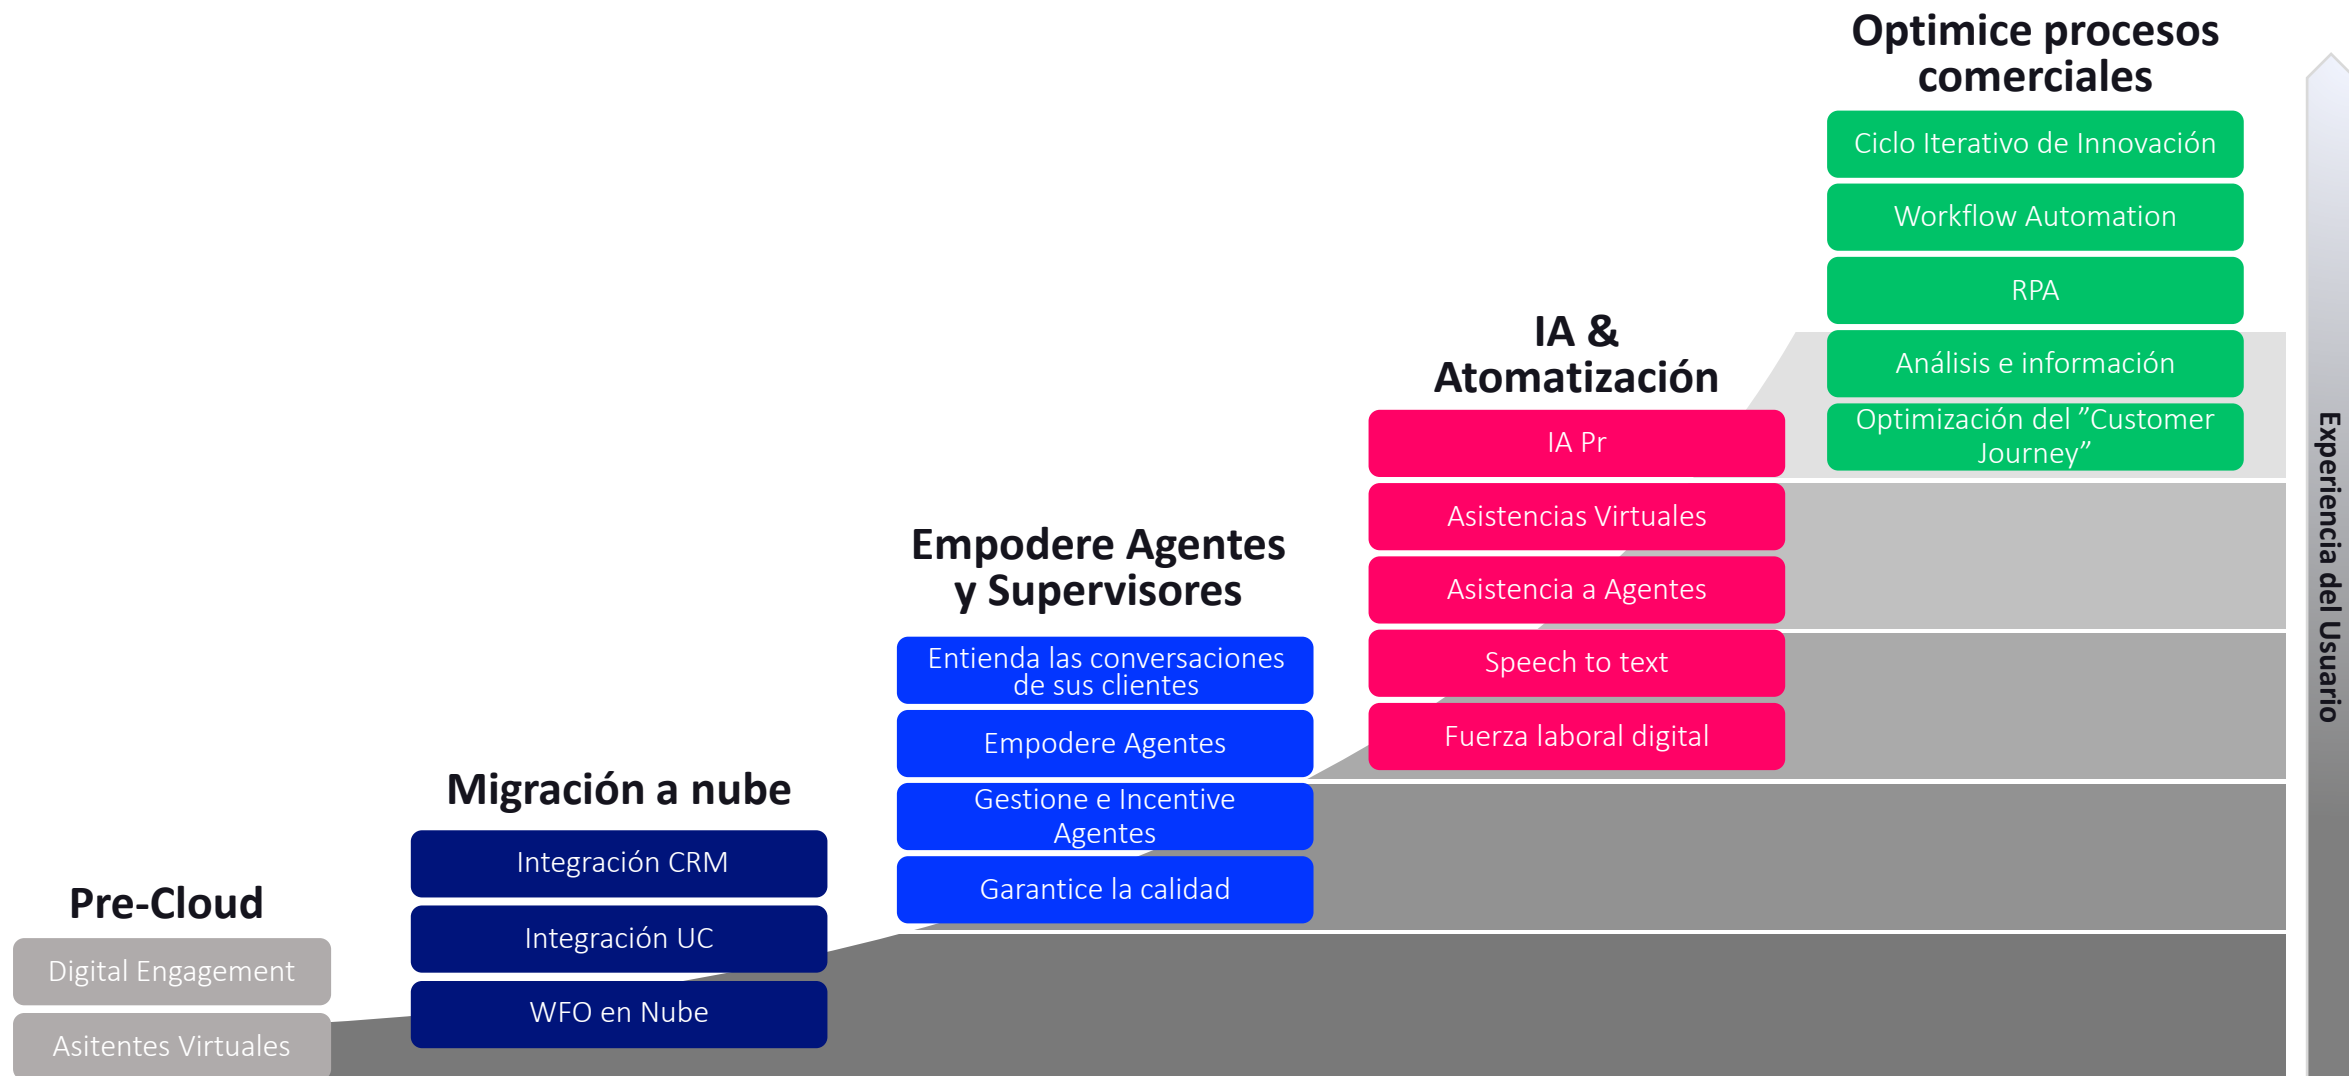 Pre-Cloud
Digital Engagement
Asitentes Virtuales
Migración a nube
Integración CRM
Integración UC
WFO en Nube
Empodere Agentes
y Supervisores
Entienda las conversaciones
de sus clientes
Empodere Agentes
Gestione e Incentive
Agentes
Garantice la calidad
IA &
Atomatización
IA Pr
Asistencias Virtuales
Asistencia a Agentes
Speech to text
Fuerza laboral digital
Optimice procesos
comerciales
Ciclo Iterativo de Innovación
Workflow Automation
RPA
Análisis e información
Optimización del ”Customer
Journey”
Experiencia del Usuario